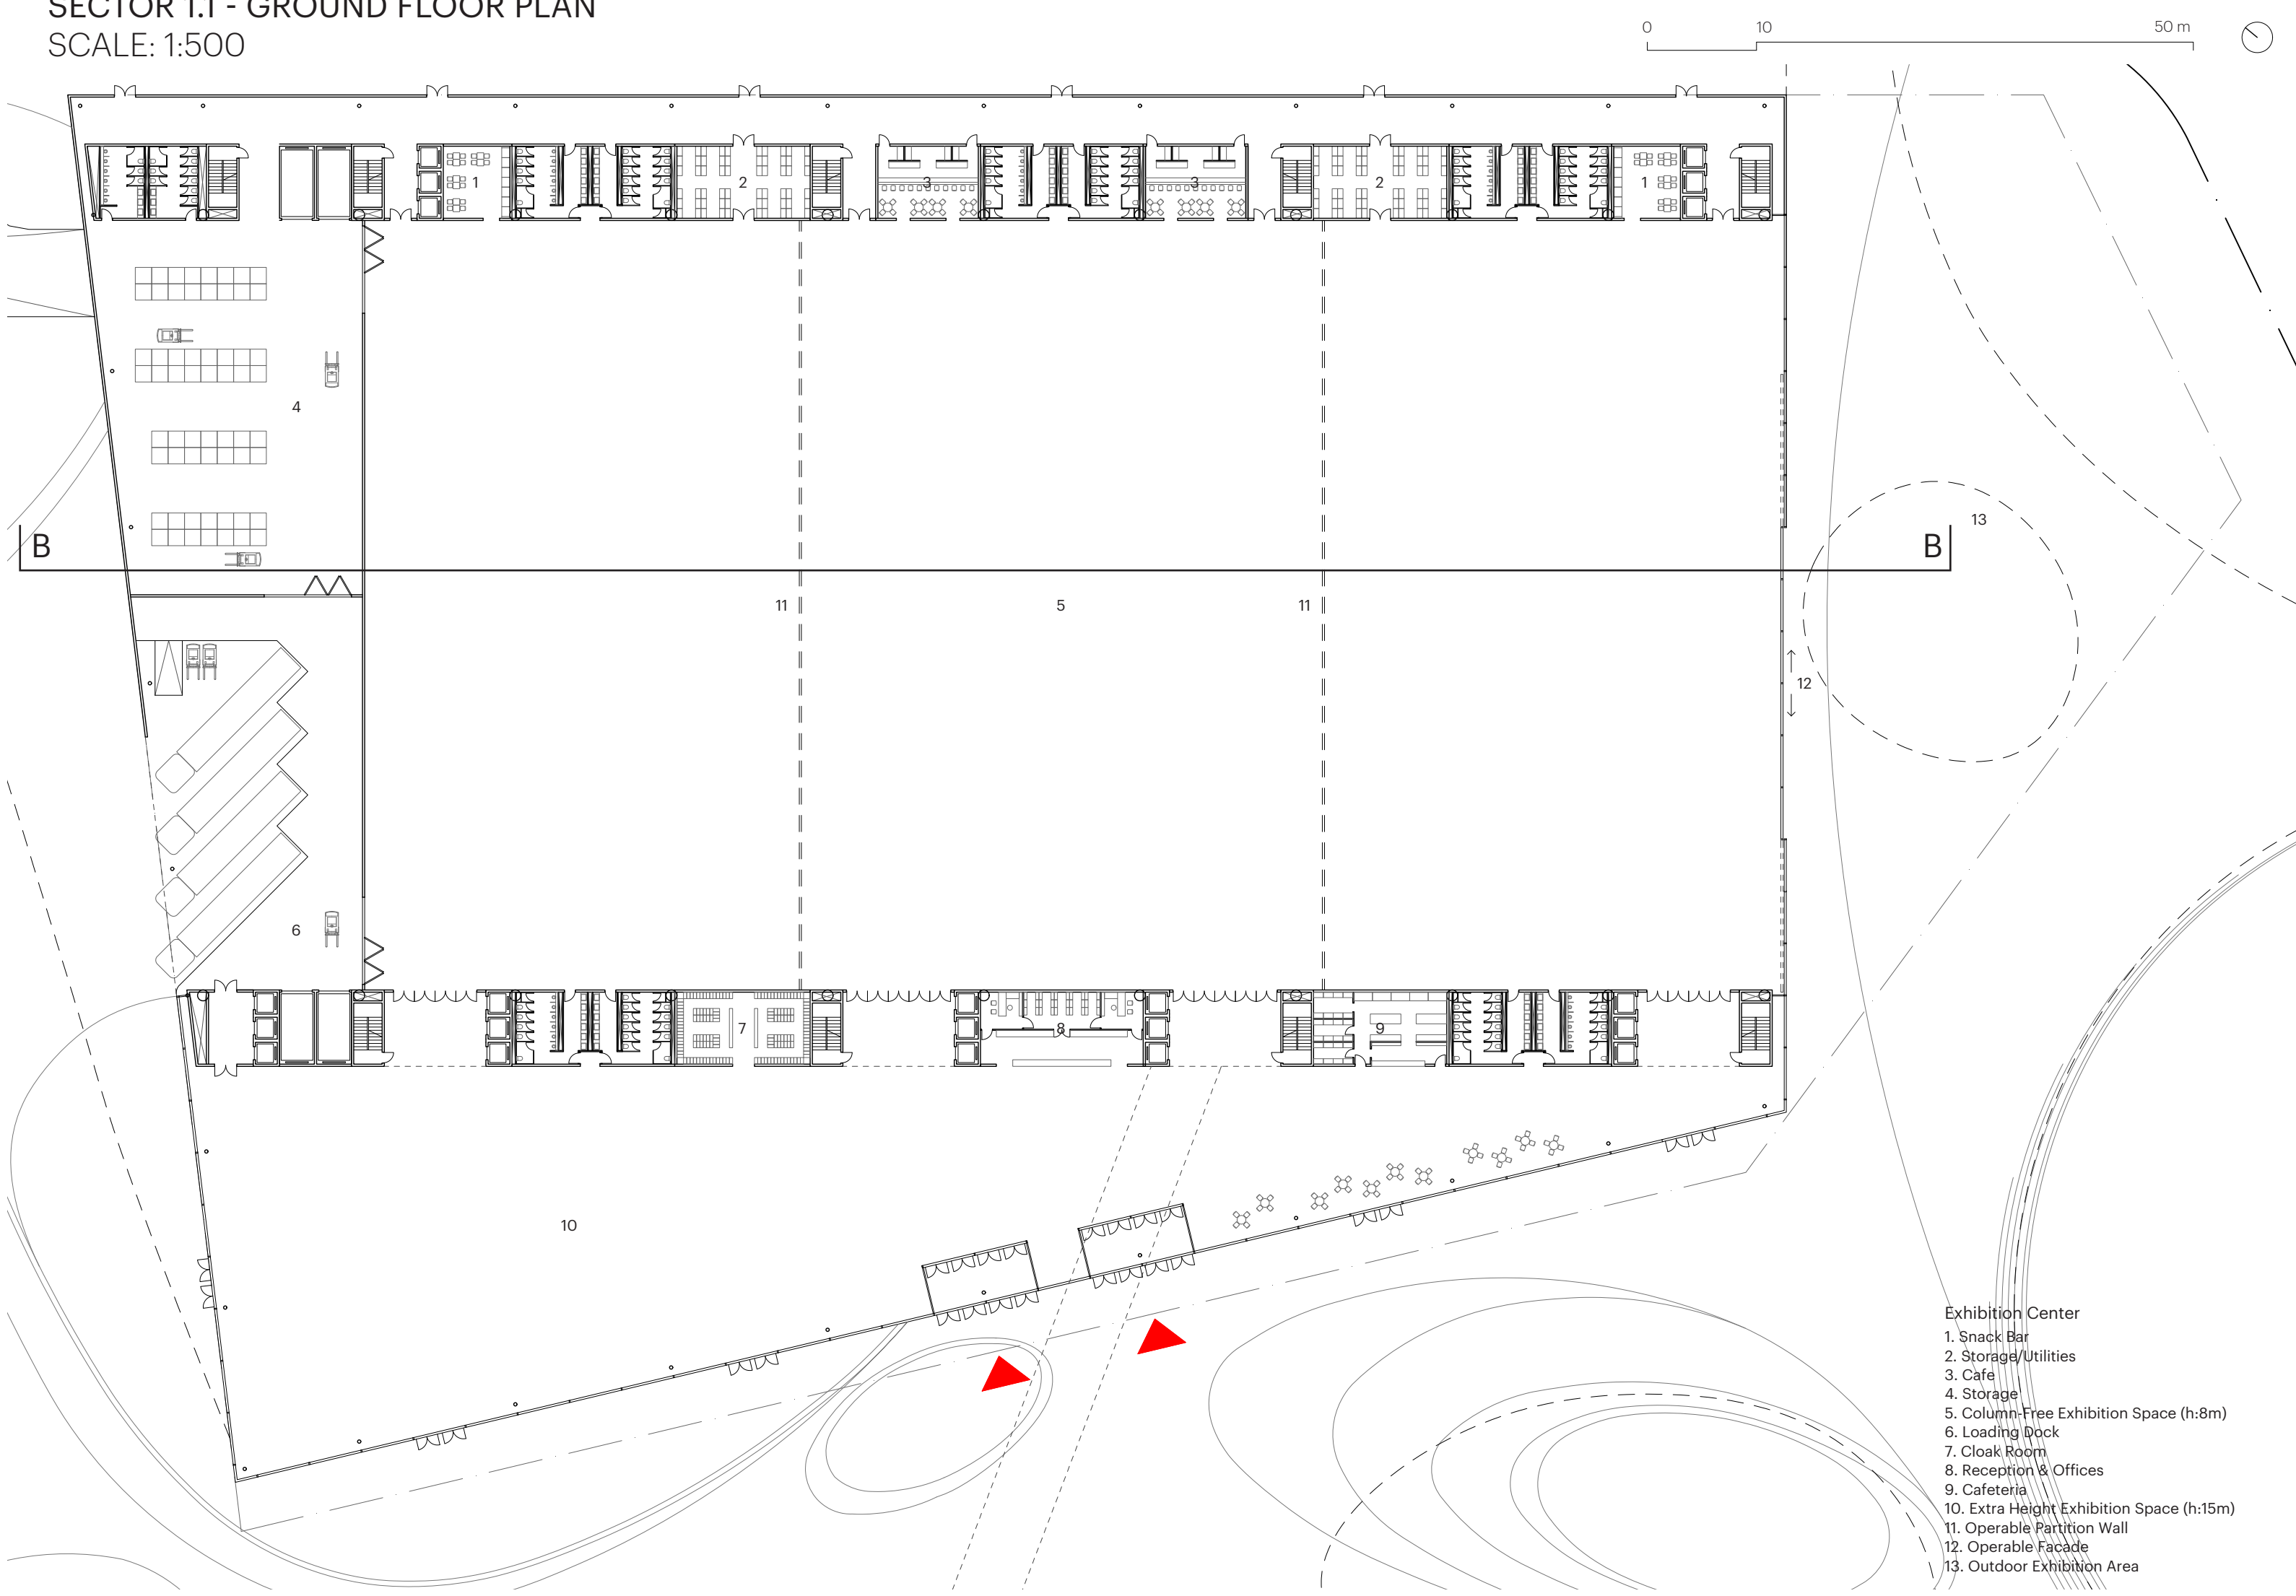 SECTOR 1.1 - GROUND FLOOR PLAN
SCALE: 1:500
0 10 50 m
1 2 3 3 2 1
4
13
B B
11 5 11
12
6
7 8 9
10
Exhibition Center
1. Snack Bar
2. Storage/Utilities
3. Cafe
4. Storage
5. Column-Free Exhibition Space (h:8m)
6. Loading Dock
7. Cloak Room
8. Reception & Offices
9. Cafeteria
10. Extra Height Exhibition Space (h:15m)
11. Operable Partition Wall
12. Operable Facade
13. Outdoor Exhibition Area